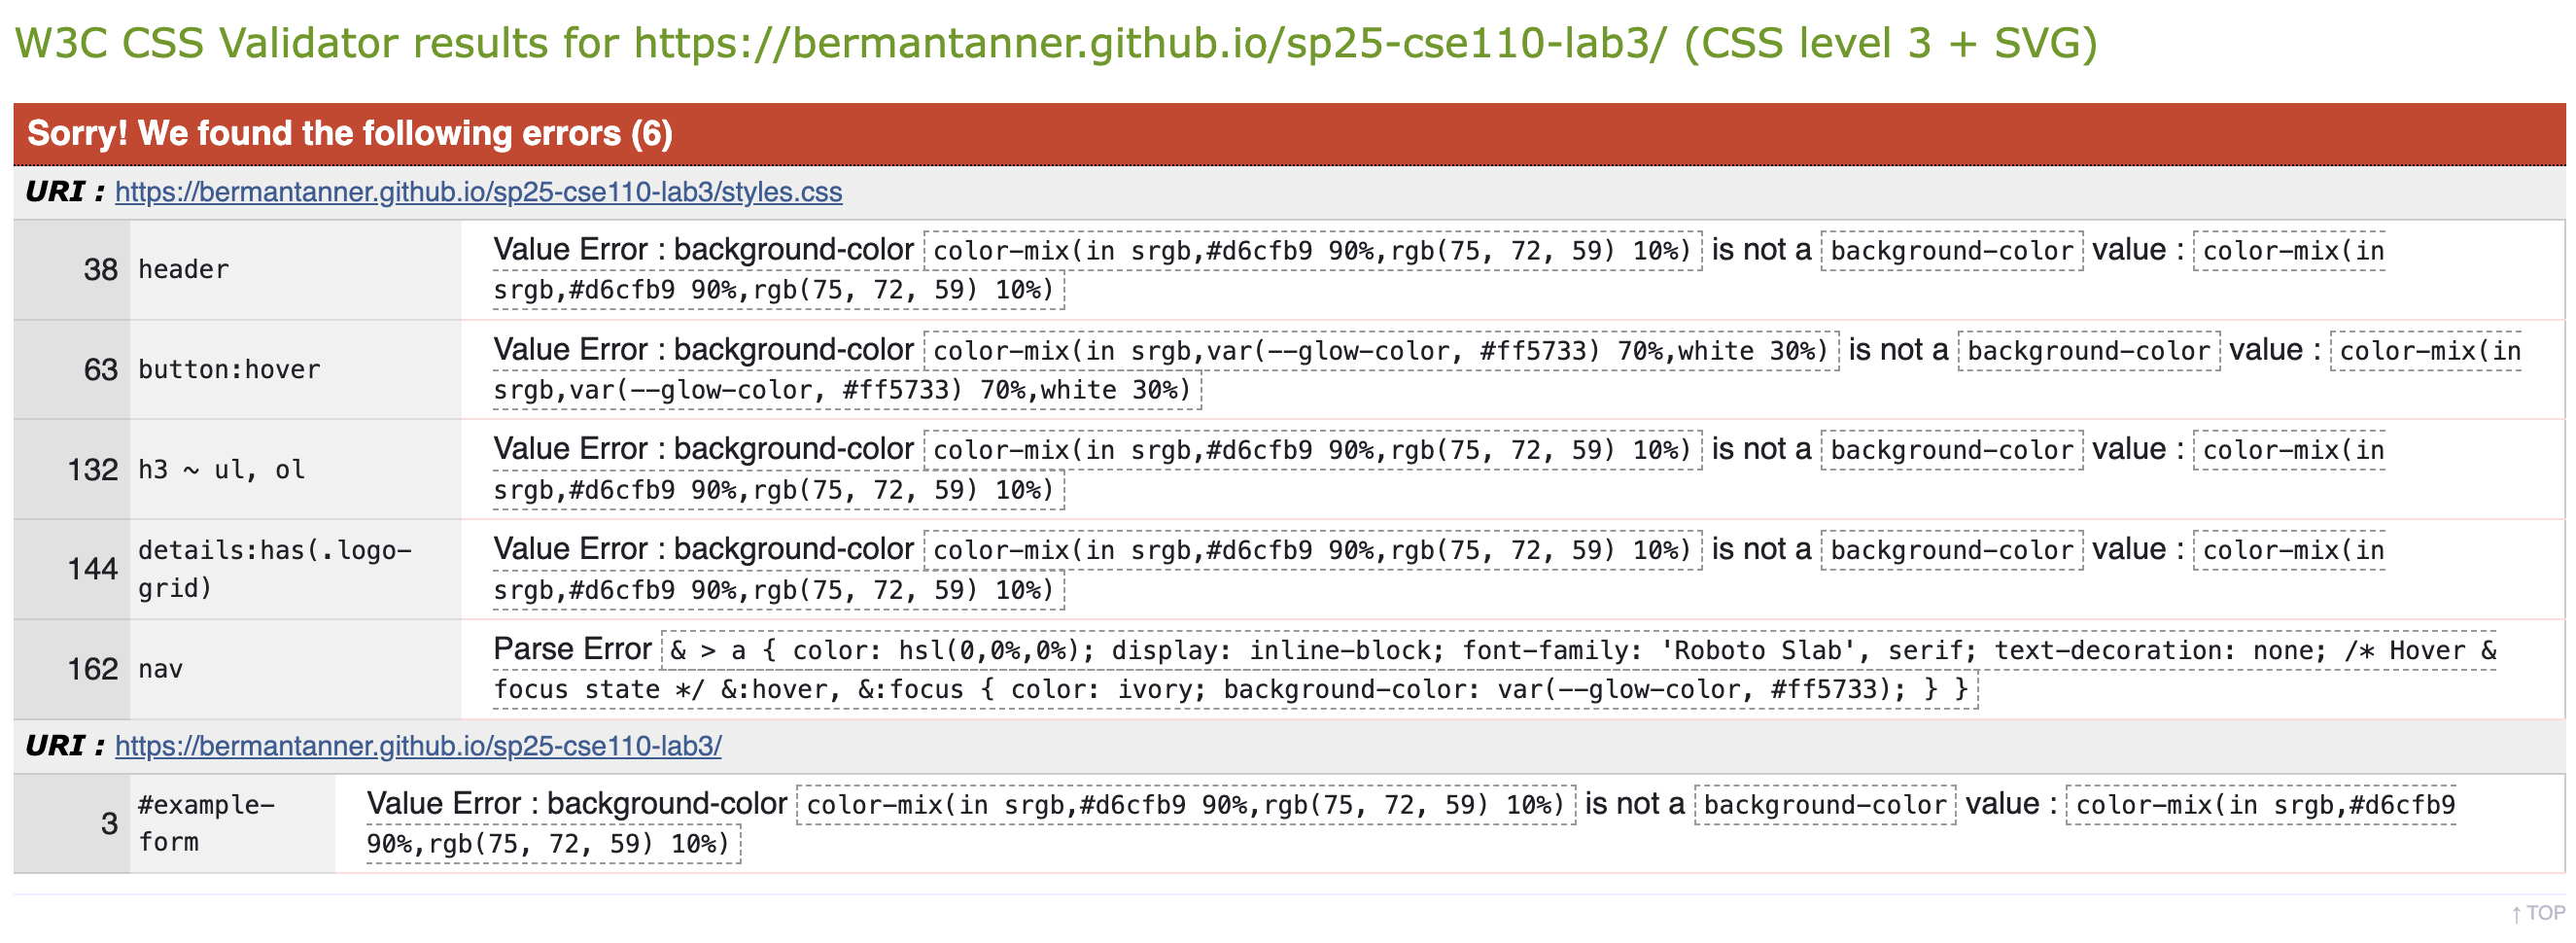 W3C CSS Validator results for https://bermantanner.github.io/sp25-cse110-lab3/ (CSS level 3 + SVG)
Sorry! We found the following errors (6)
URI : https://bermantanner.github.io/sp25-cse110-lab3/styles.css
38 header Value Error : background-color color-mix(in srgb,#d6cfb9 90%,rgb(75, 72, 59) 10%) is not a background-color value : color-mix(in
srgb,#d6cfb9 90%,rgb(75, 72, 59) 10%)
63 button:hover Value Error : background-color color-mix(in srgb,var(--glow-color, #ff5733) 70%,white 30%) is not a background-color value : color-mix(in
srgb,var(--glow-color, #ff5733) 70%,white 30%)
132 h3 ~ ul, ol Value Error : background-color color-mix(in srgb,#d6cfb9 90%,rgb(75, 72, 59) 10%) is not a background-color value : color-mix(in
srgb,#d6cfb9 90%,rgb(75, 72, 59) 10%)
144 details:has(.logo-
grid) Value Error : background-color color-mix(in srgb,#d6cfb9 90%,rgb(75, 72, 59) 10%) is not a background-color value : color-mix(in
srgb,#d6cfb9 90%,rgb(75, 72, 59) 10%)
162 nav Parse Error & > a { color: hsl(0,0%,0%); display: inline-block; font-family: 'Roboto Slab', serif; text-decoration: none; /* Hover &
focus state */ &:hover, &:focus { color: ivory; background-color: var(--glow-color, #ff5733); } }
URI : https://bermantanner.github.io/sp25-cse110-lab3/
3 #example-
form Value Error : background-color color-mix(in srgb,#d6cfb9 90%,rgb(75, 72, 59) 10%) is not a background-color value : color-mix(in srgb,#d6cfb9
90%,rgb(75, 72, 59) 10%)
↑ TOP